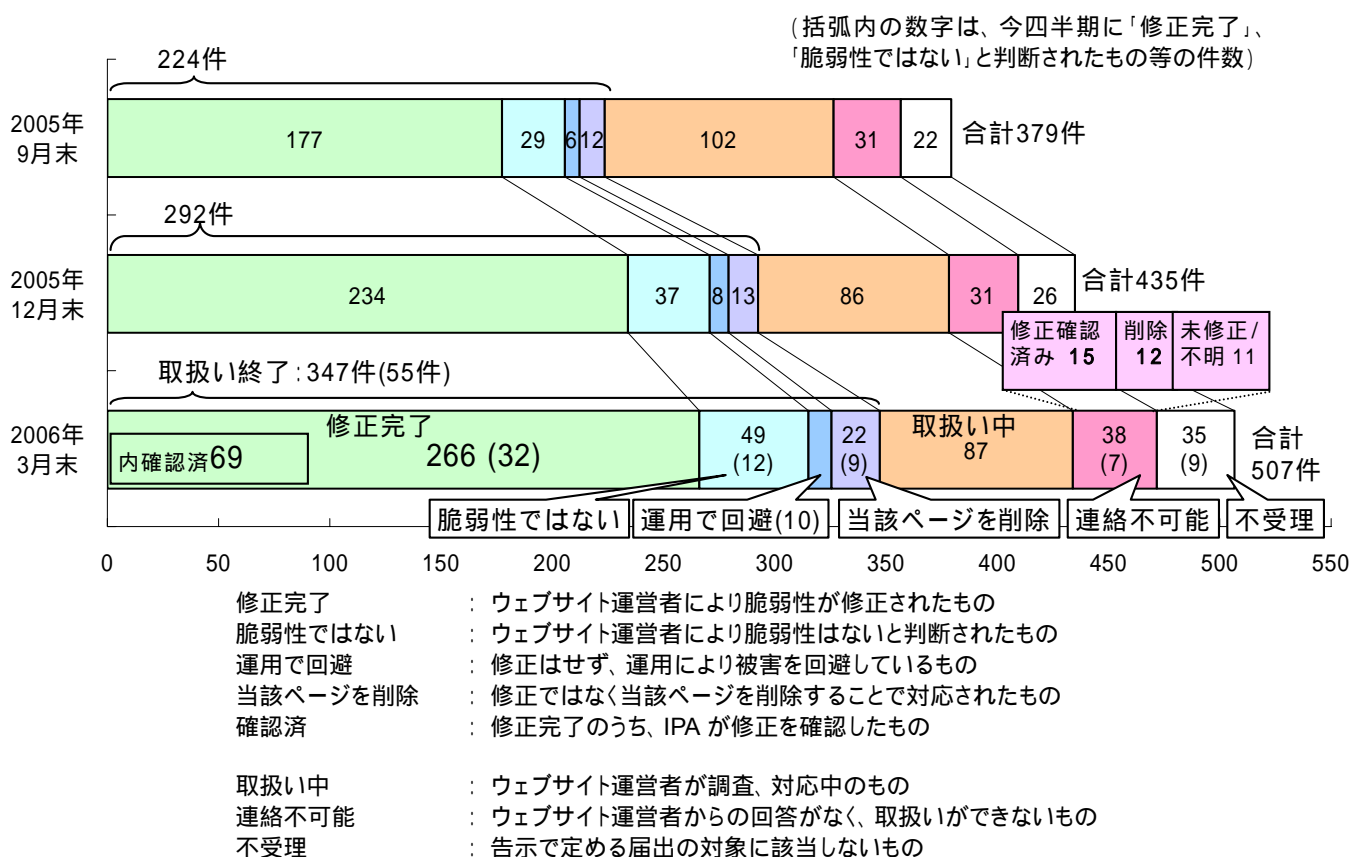 (括弧内の数字は、今四半期に「修正完了」、
「脆弱性ではない」と判断されたもの等の件数)
224件
2005年
9月末
177 29 6 12 102 31 22 合計379件
292件
2005年
12月末
234 37 8 13 86 31 26 合計435件
修正確認
済み 15
削除
12
未修正/
不明 11
取扱い終了:347件(55件)
2006年
3月末
修正完了
266 (32)
内確認済69
49
(12)
22
(9)
取扱い中
87
38
(7)
35
(9)
合計
507件
脆弱性ではない 運用で回避(10) 当該ページを削除 連絡不可能 不受理
0 50 100 150 200 250 300 350 400 450 500 550
修正完了 : ウェブサイト運営者により脆弱性が修正されたもの
脆弱性ではない : ウェブサイト運営者により脆弱性はないと判断されたもの
運用で回避 : 修正はせず、運用により被害を回避しているもの
当該ページを削除 : 修正ではなく当該ページを削除することで対応されたもの
確認済 : 修正完了のうち、IPA が修正を確認したもの
取扱い中 : ウェブサイト運営者が調査、対応中のもの
連絡不可能 : ウェブサイト運営者からの回答がなく、取扱いができないもの
不受理 : 告示で定める届出の対象に該当しないもの